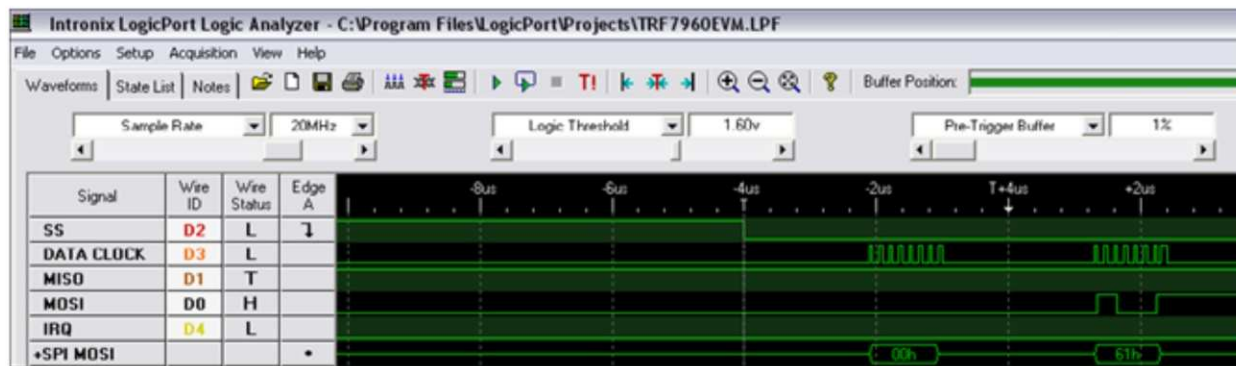 Intronix LogicPort Logic Analyzer - C:\Program Files\LogicPort\Projects\TRF7960EVM.LPF
File Options Setup Acquisition View Help
Waveforms State List Notes T! ? Buffer Position:
Sample Rate 20MHz Logic Threshold 1.60v Pre-Trigger Buffer 1%
Signal Wire ID Wire Status Edge A -8us -6us -4us -2us T+4us +2us
SS D2 L
DATA CLOCK D3 L
MISO D1 T
MOSI D0 H
IRQ D4 L
+SPI MOSI 00h 61h